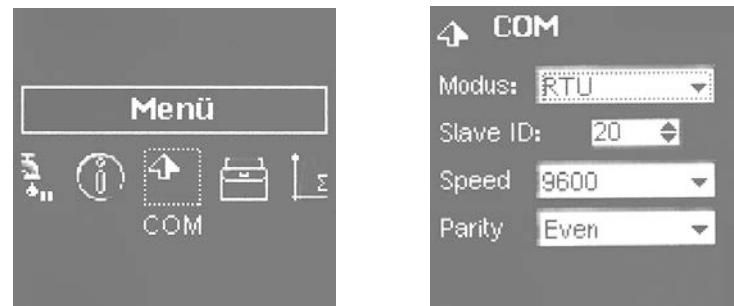 Menü
Σ
COM
COM
Modus: RTU
Slave ID: 20
Speed 9600
Parity Even